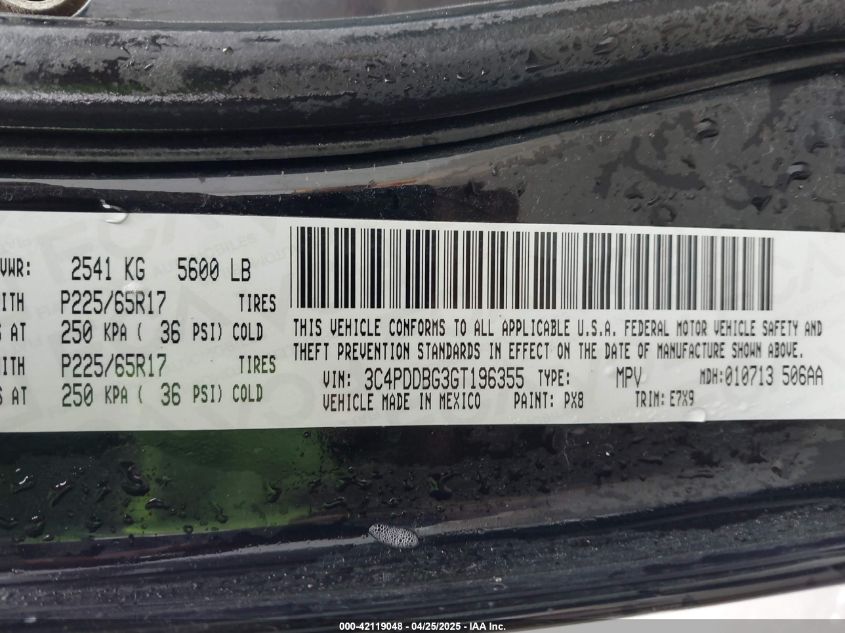 VWR: 2541 KG 5600 LB
ITH P225/65R17 TIRES
S AT 250 KPA ( 36 PSI) COLD
ITH P225/65R17 TIRES
S AT 250 KPA ( 36 PSI) COLD
THIS VEHICLE CONFORMS TO ALL APPLICABLE U.S.A. FEDERAL MOTOR VEHICLE SAFETY AND
THEFT PREVENTION STANDARDS IN EFFECT ON THE DATE OF MANUFACTURE SHOWN ABOVE.
VIN: 3C4PDDBG3GT196355 TYPE: MPV MDH:010713 506AA
VEHICLE MADE IN MEXICO PAINT: PX8 TRIM: E7X9
000-42119048 - 04/25/2025 - IAA Inc.